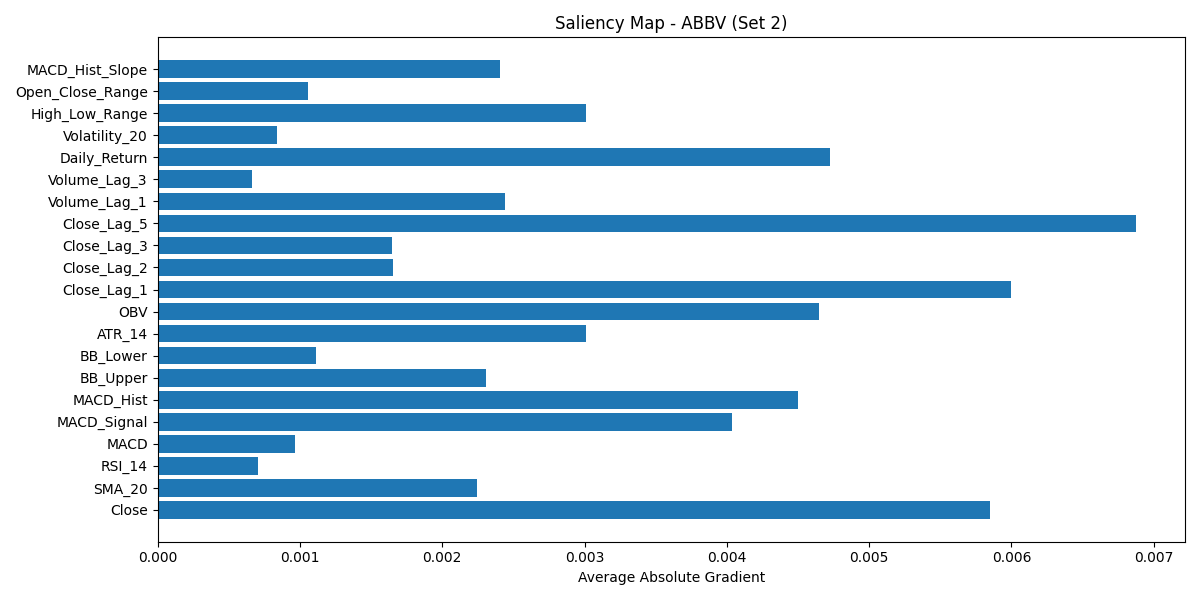 Saliency Map - ABBV (Set 2)
MACD_Hist_Slope
Open_Close_Range
High_Low_Range
Volatility_20
Daily_Return
Volume_Lag_3
Volume_Lag_1
Close_Lag_5
Close_Lag_3
Close_Lag_2
Close_Lag_1
OBV
ATR_14
BB_Lower
BB_Upper
MACD_Hist
MACD_Signal
MACD
RSI_14
SMA_20
Close
0.000 0.001 0.002 0.003 0.004 0.005 0.006 0.007
Average Absolute Gradient